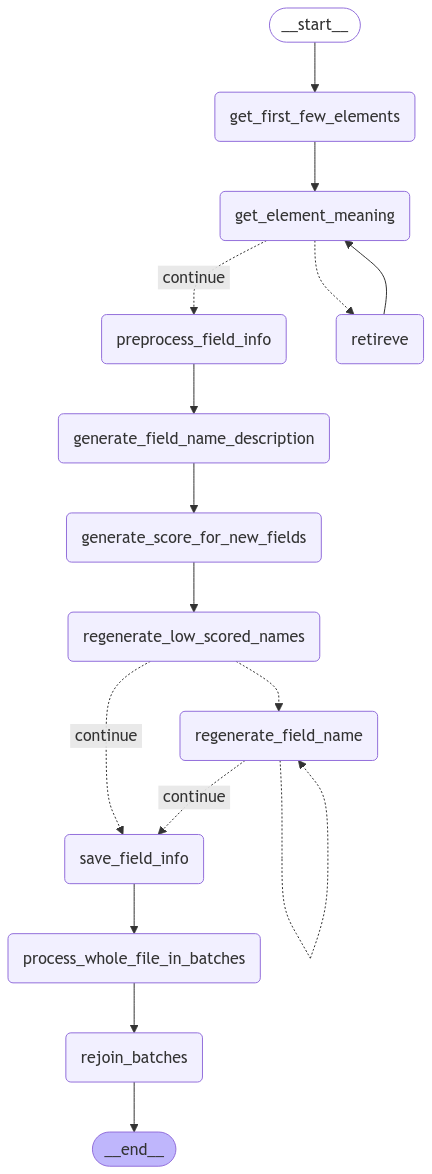 __start__
get_first_few_elements
get_element_meaning
continue
preprocess_field_info
retireve
generate_field_name_description
generate_score_for_new_fields
regenerate_low_scored_names
continue
regenerate_field_name
continue
save_field_info
process_whole_file_in_batches
rejoin_batches
__end__